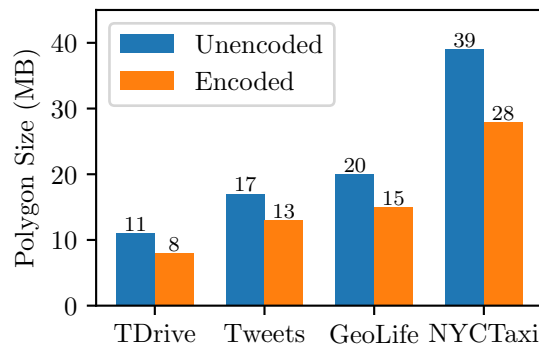 Polygon Size (MB)
40
30
20
10
0
Unencoded
Encoded
11
8
17
13
20
15
39
28
TDrive
Tweets
GeoLife
NYCTaxi